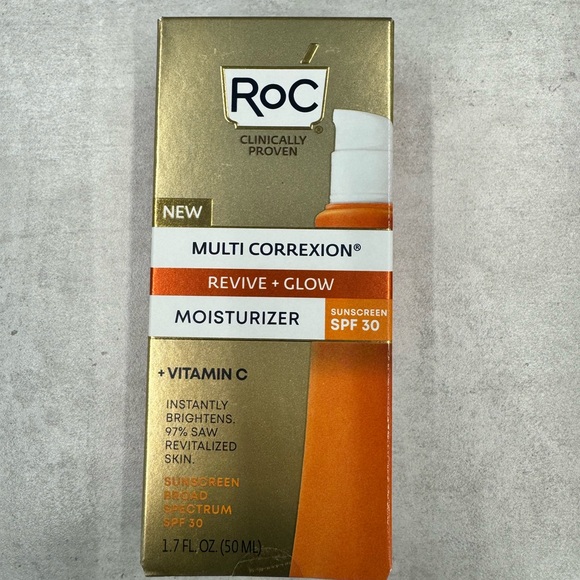 RoC®
CLINICALLY
PROVEN
NEW
MULTI CORREXION®
REVIVE + GLOW
MOISTURIZER
SUNSCREEN
SPF 30
+ VITAMIN C
INSTANTLY
BRIGHTENS.
97% SAW
REVITALIZED
SKIN.
SUNSCREEN
BROAD
SPECTRUM
SPF 30
1.7 FL. OZ. (50 ML)